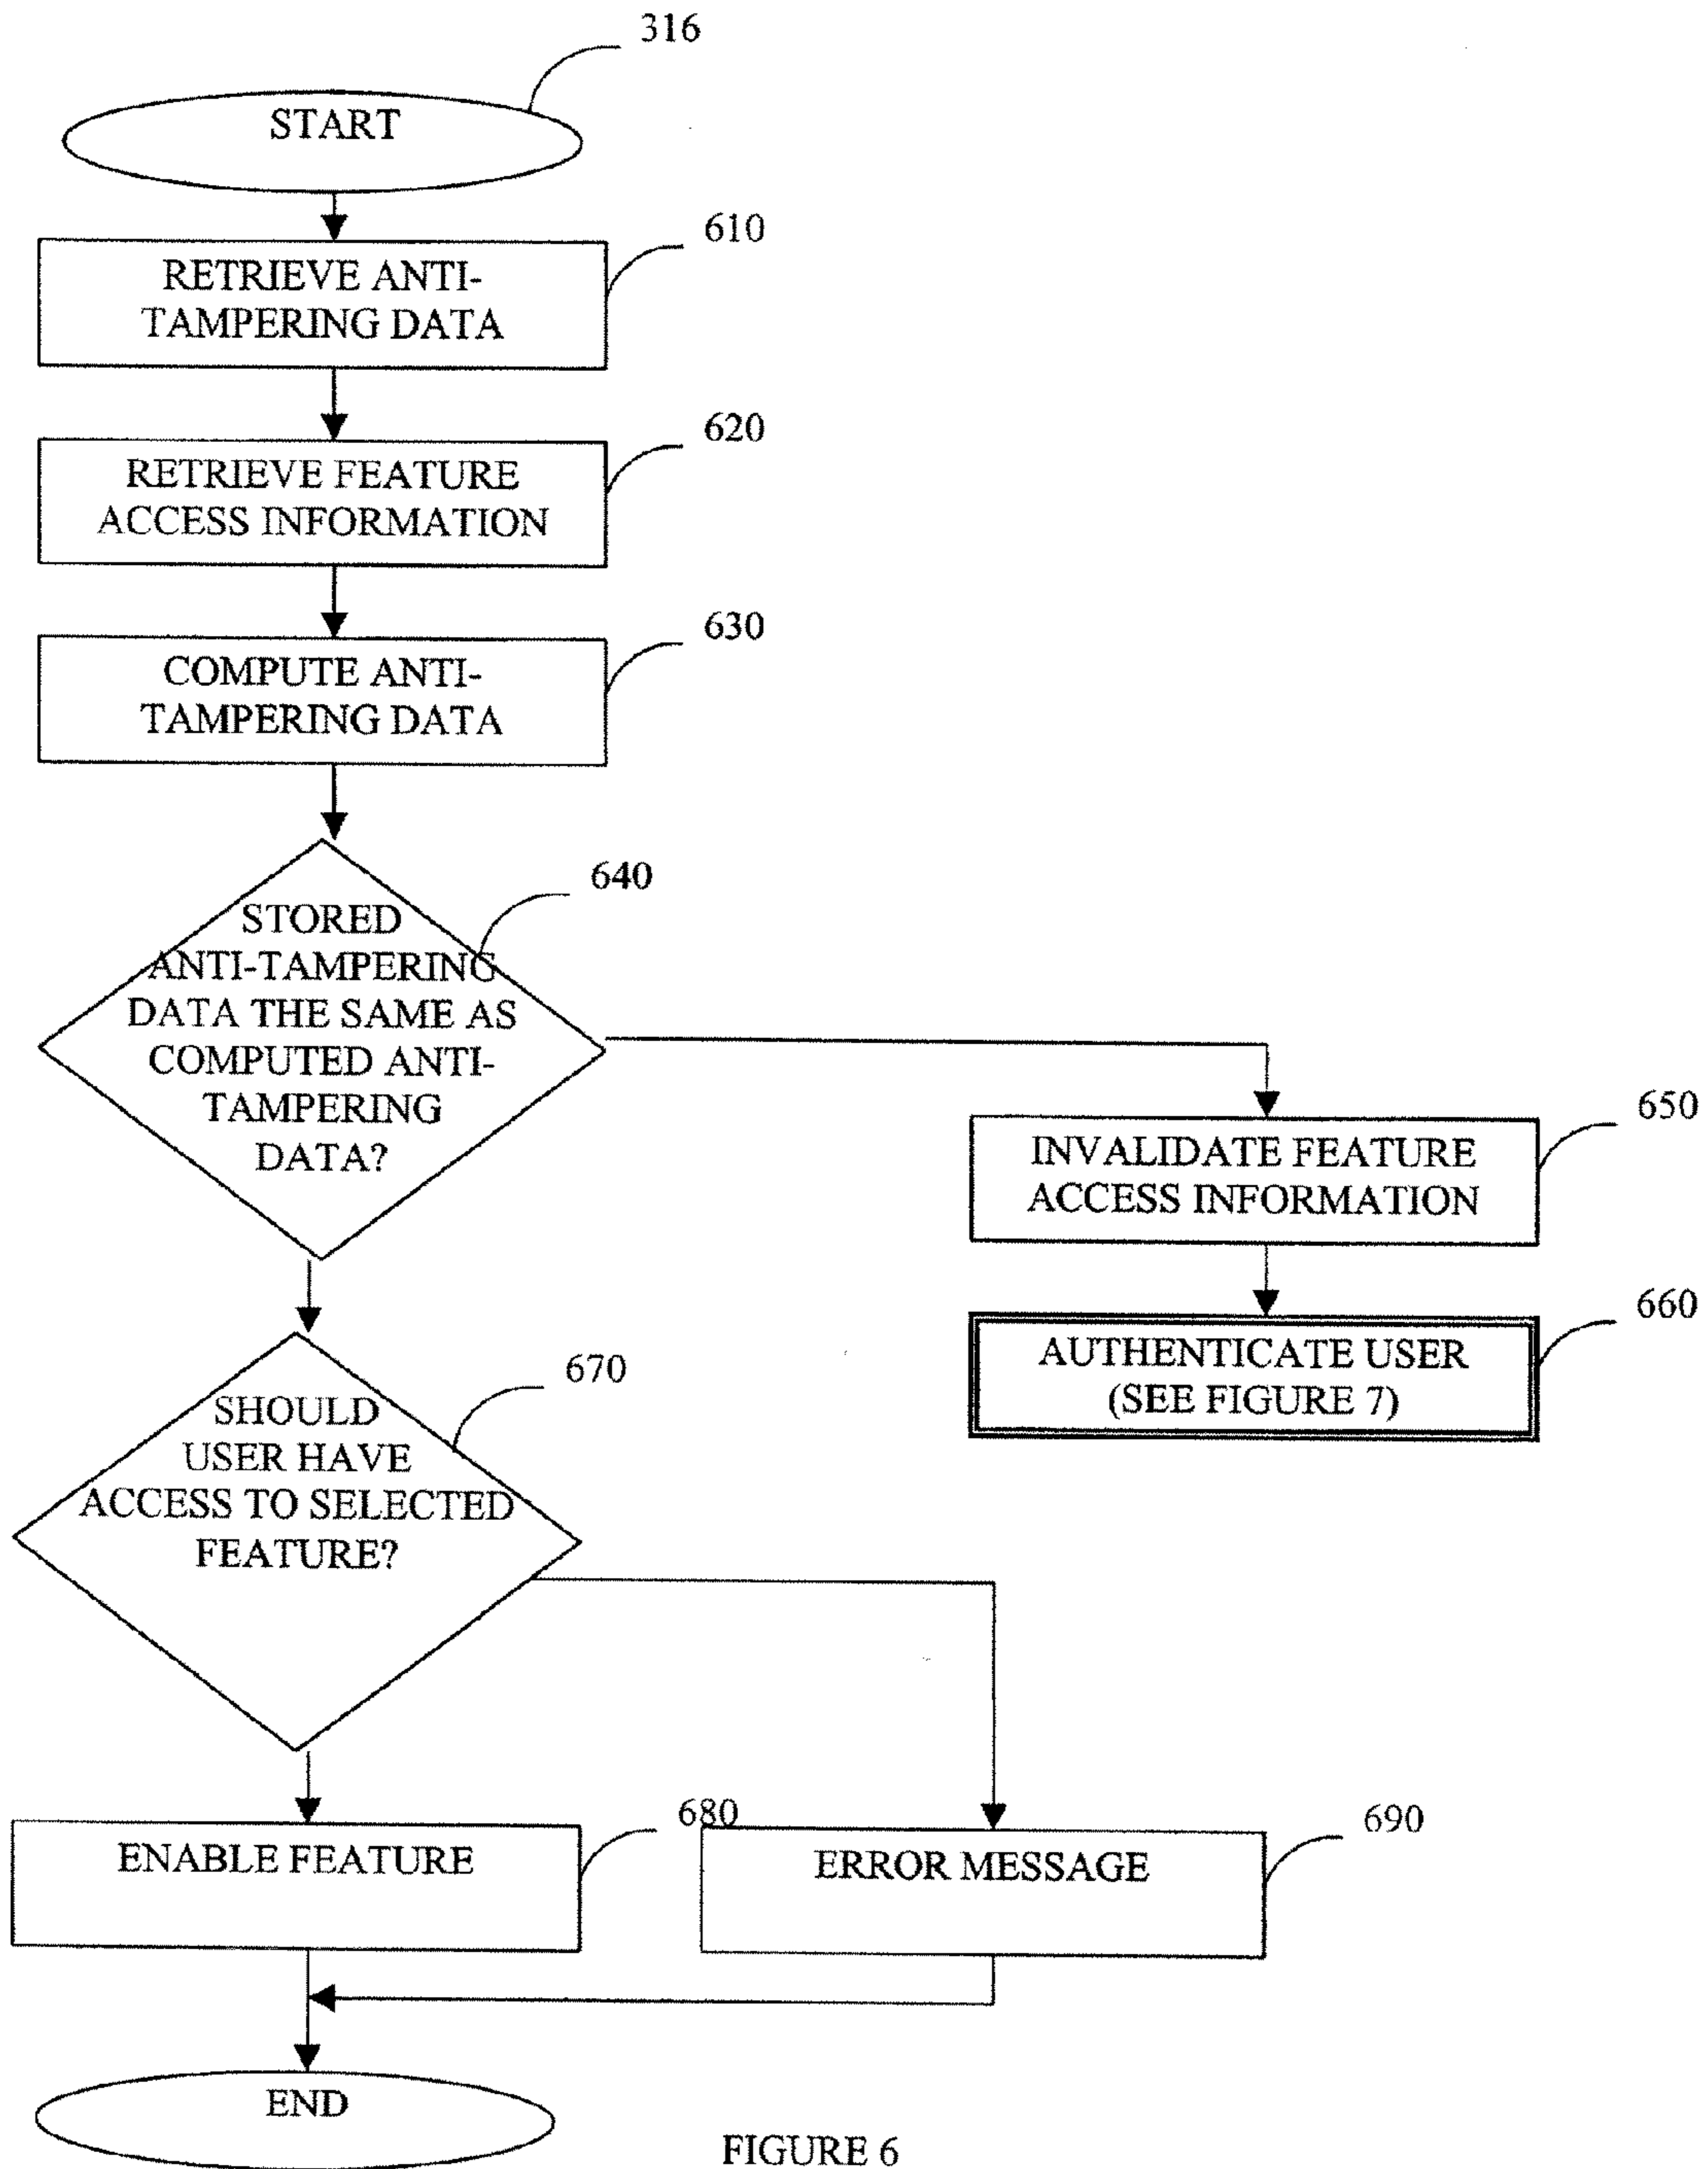 316
START
610
RETRIEVE ANTI-
TAMPERING DATA
620
RETRIEVE FEATURE
ACCESS INFORMATION
630
COMPUTE ANTI-
TAMPERING DATA
640
STORED
ANTI-TAMPERING
DATA THE SAME AS
COMPUTED ANTI-
TAMPERING
DATA?
650
INVALIDATE FEATURE
ACCESS INFORMATION
660
AUTHENTICATE USER
(SEE FIGURE 7)
670
SHOULD
USER HAVE
ACCESS TO SELECTED
FEATURE?
680
ENABLE FEATURE
690
ERROR MESSAGE
END
FIGURE 6